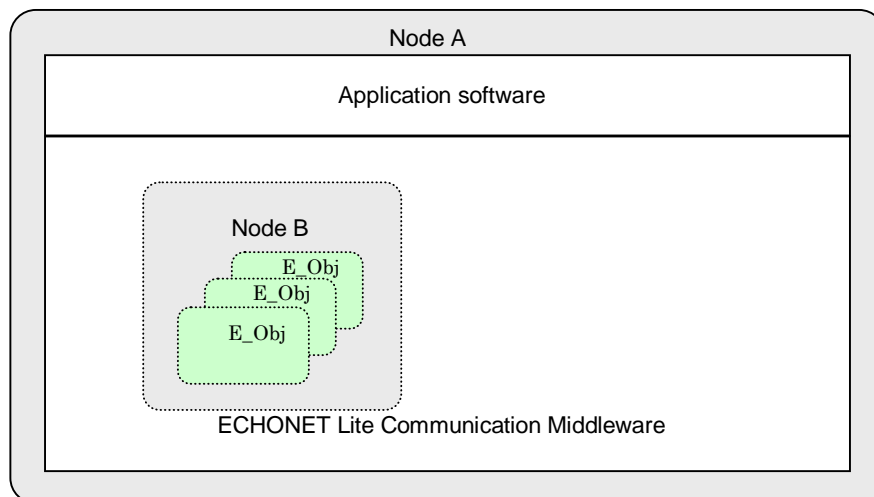 Node A
Application software
Node B
E_Obj
E_Obj
E_Obj
ECHONET Lite Communication Middleware